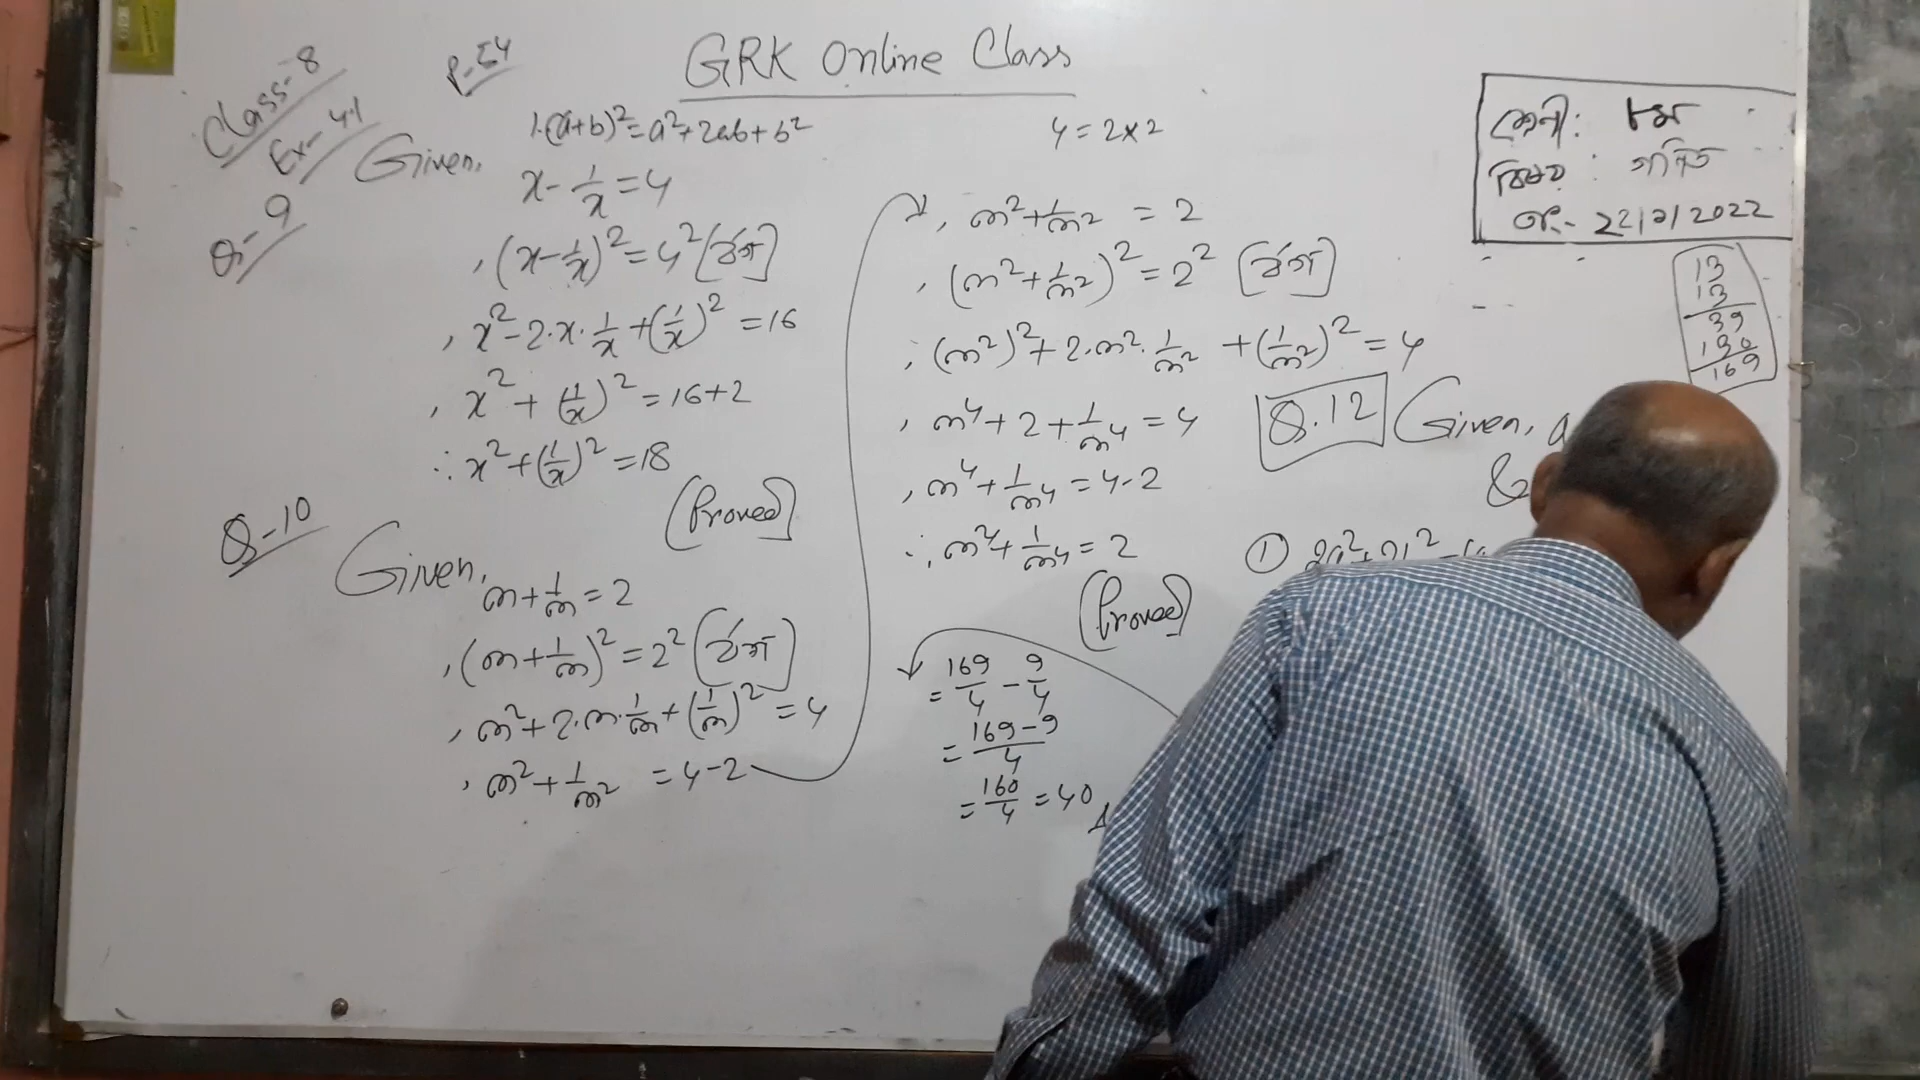 GRK Online Class
Class-8
Ex-4.1
P-54
1.(a+b)²=a²+2ab+b²
4=2×2
Q-9
Given,
x-1/x=4
, (x-1/x)²=4² [বর্গ]
, x²-2.x.1/x+(1/x)²=16
, x²+(1/x)²=16+2
∴x²+(1/x)²=18
(Proved)
Q-10
Given,
m+1/m=2
, (m+1/m)²=2² [বর্গ]
, m²+2.m.1/m+(1/m)²=4
, m²+1/m²=4-2
, m²+1/m²=2
, (m²+1/m²)²=2² [বর্গ]
, (m²)²+2.m².1/m²+(1/m²)²=4
, m⁴+2+1/m⁴=4
, m⁴+1/m⁴=4-2
∴m⁴+1/m⁴=2
(Proved)
=169/4-9/4
=169-9/4
=160/4=40
Q.12 Given, a
&
① 2a²+2b²
শ্রেনী: ৮ম
বিষয়: গনিত
13
13
39
130
169